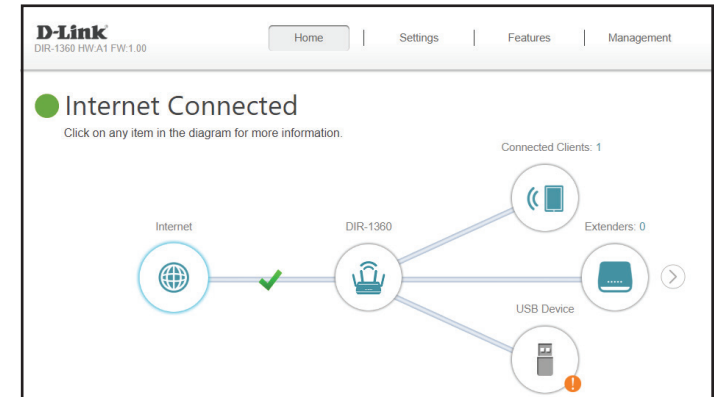 D-Link
DIR-1360 HW:A1 FW:1.00
Home
Settings
Features
Management
Internet Connected
Click on any item in the diagram for more information.
Connected Clients: 1
Internet
DIR-1360
Extenders: 0
USB Device